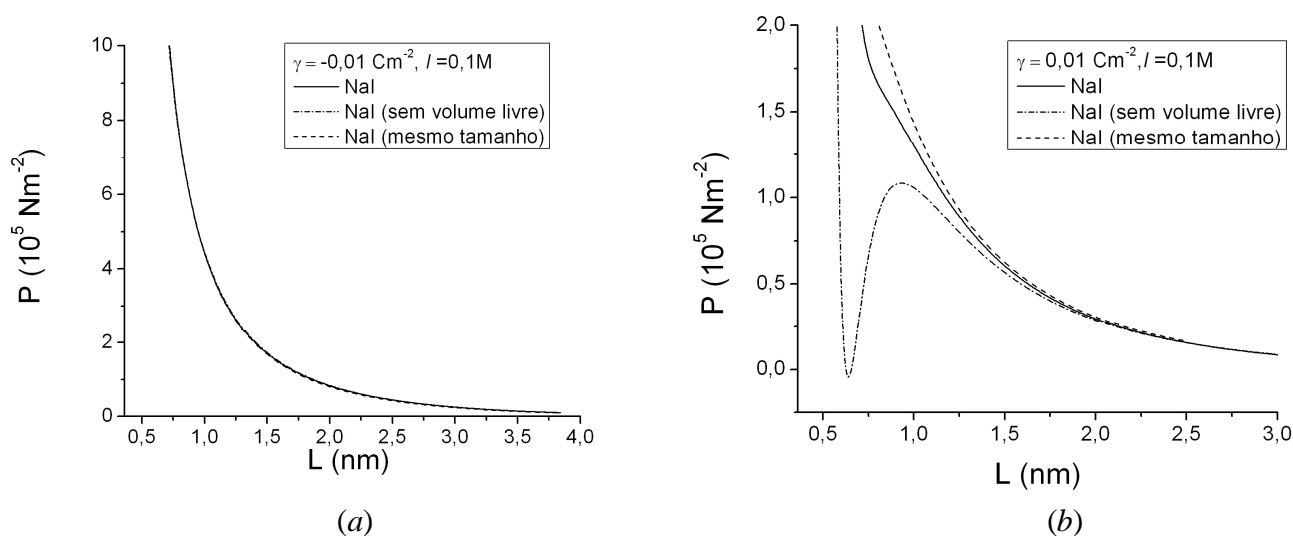 10
8
6
4
2
0
P (10⁵ Nm⁻²)
γ = -0,01 Cm⁻², I =0,1M
NaI
NaI (sem volume livre)
NaI (mesmo tamanho)
0,5 1,0 1,5 2,0 2,5 3,0 3,5 4,0
L (nm)
(a)
2,0
1,5
1,0
0,5
0,0
P (10⁵ Nm⁻²)
γ = 0,01 Cm⁻²,I =0,1M
NaI
NaI (sem volume livre)
NaI (mesmo tamanho)
0,5 1,0 1,5 2,0 2,5 3,0
L (nm)
(b)